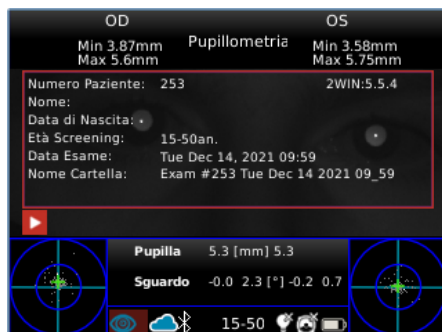 OD OS
Min 3.87mm Pupillometria Min 3.58mm
Max 5.6mm Max 5.75mm
Numero Paziente: 253 2WIN:5.5.4
Nome:
Data di Nascita:
Età Screening: 15-50an.
Data Esame: Tue Dec 14, 2021 09:59
Nome Cartella: Exam #253 Tue Dec 14 2021 09_59
Pupilla 5.3 [mm] 5.3
Sguardo -0.0 2.3 [°] -0.2 0.7
15-50